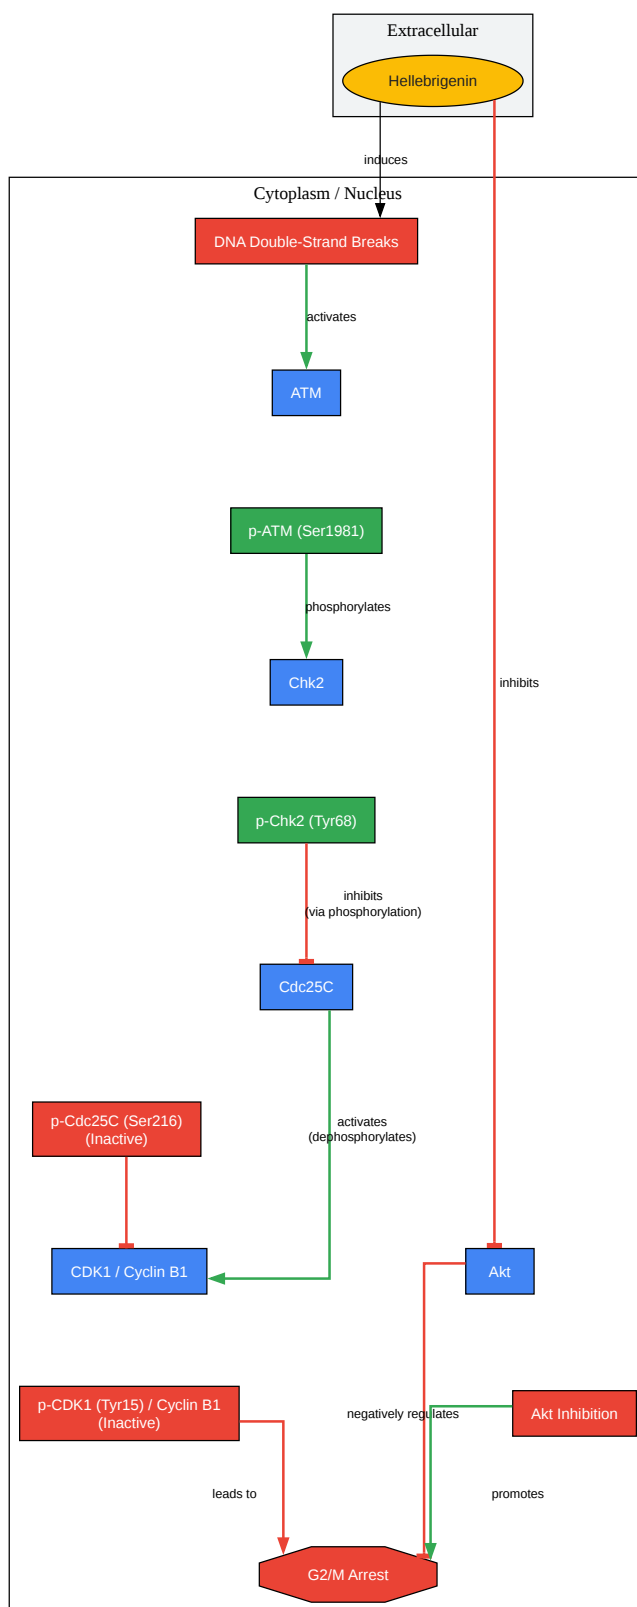 Extracellular
Hellebrigenin
induces
Cytoplasm / Nucleus
DNA Double-Strand Breaks
activates
ATM
p-ATM (Ser1981)
phosphorylates
Chk2
inhibits
p-Chk2 (Tyr68)
inhibits
(via phosphorylation)
Cdc25C
p-Cdc25C (Ser216)
(Inactive)
activates
(dephosphorylates)
CDK1 / Cyclin B1
Akt
p-CDK1 (Tyr15) / Cyclin B1
(Inactive)
negatively regulates
Akt Inhibition
leads to
promotes
G2/M Arrest